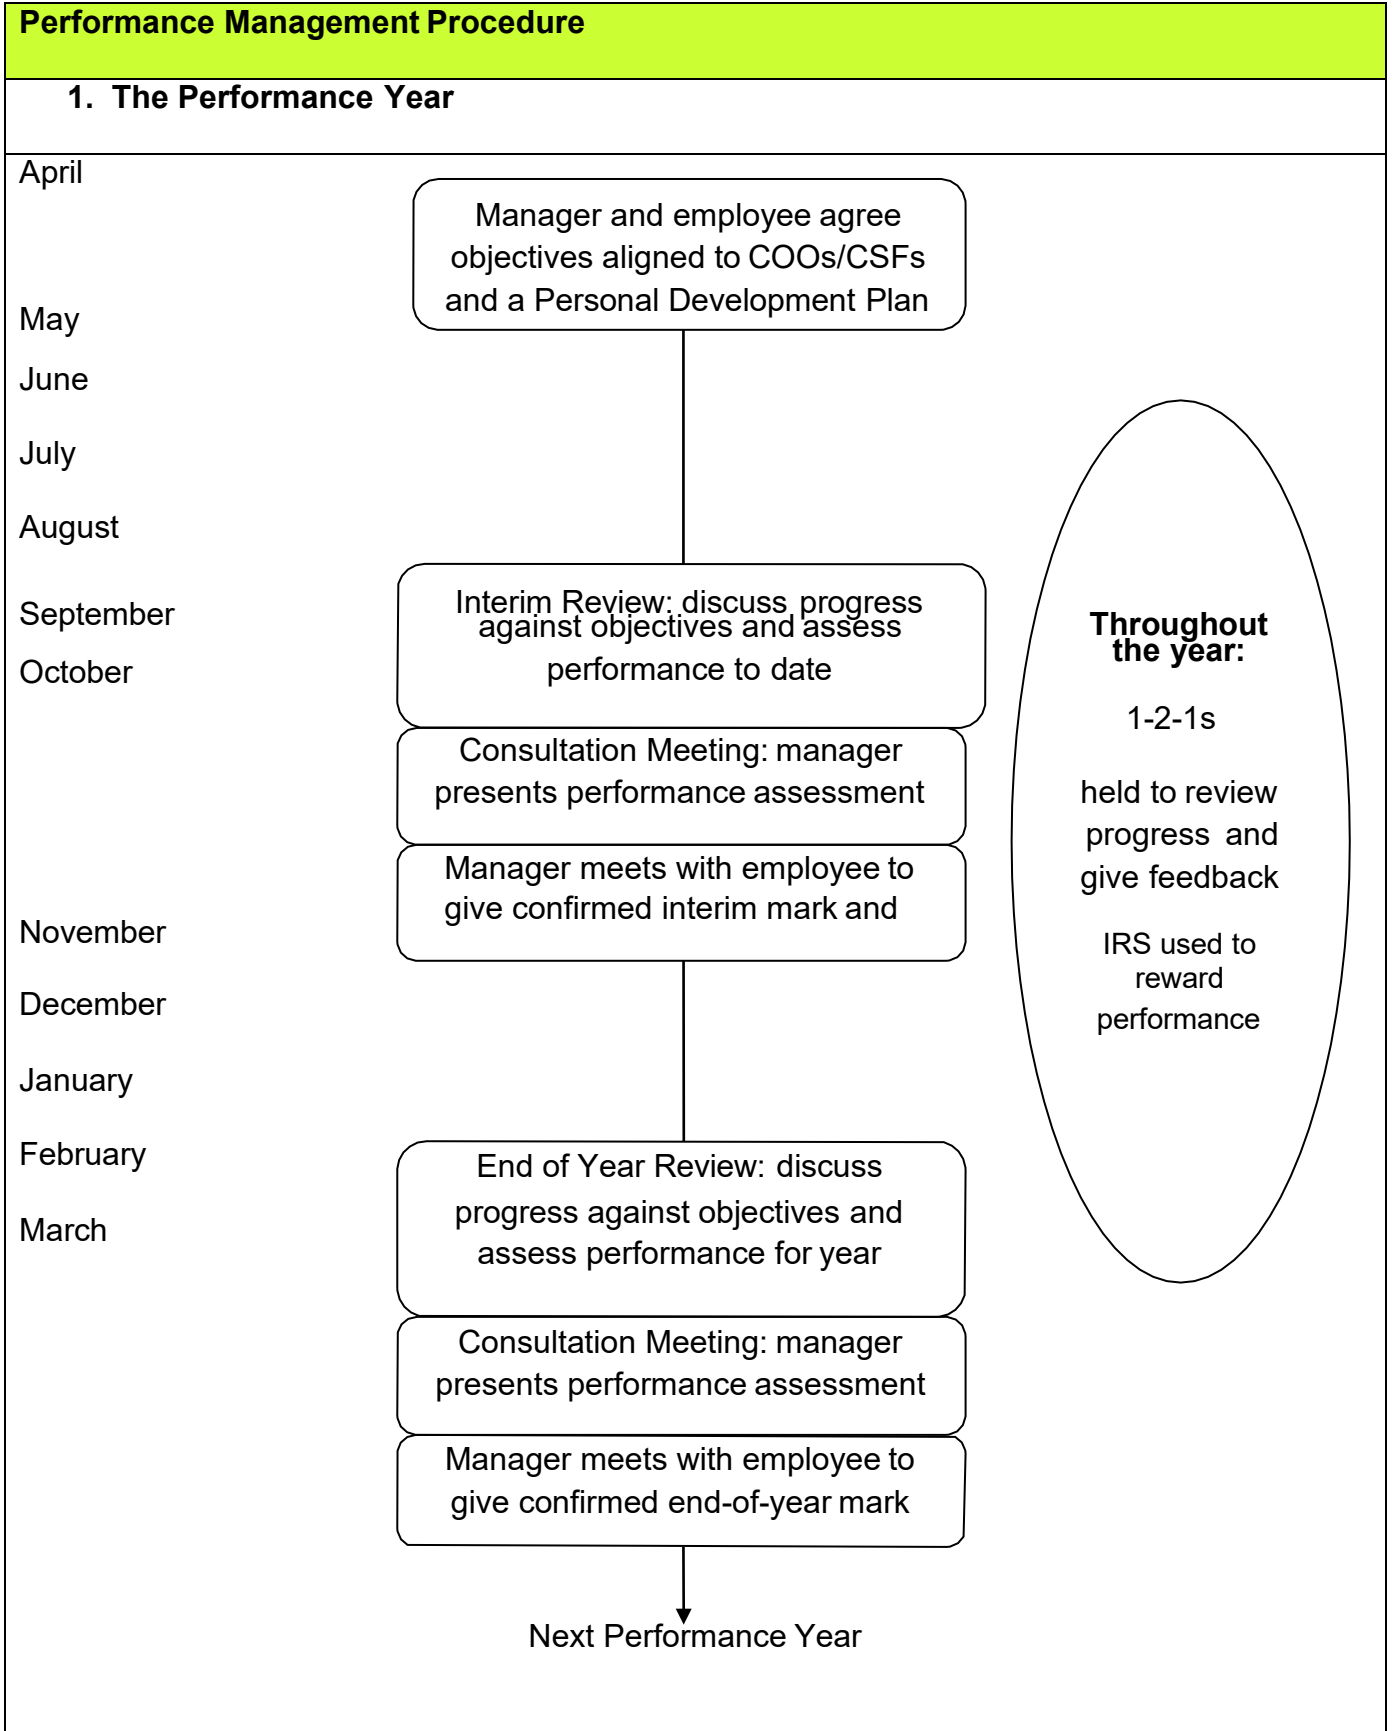 Performance Management Procedure
1. The Performance Year
April
Manager and employee agree
objectives aligned to COOs/CSFs
and a Personal Development Plan
May
June
July
August
September
October
Interim Review: discuss progress
against objectives and assess
performance to date
Consultation Meeting: manager
presents performance assessment
Manager meets with employee to
give confirmed interim mark and
November
December
January
February
March
End of Year Review: discuss
progress against objectives and
assess performance for year
Consultation Meeting: manager
presents performance assessment
Manager meets with employee to
give confirmed end-of-year mark
Next Performance Year
Throughout
the year:
1-2-1s
held to review
progress and
give feedback
IRS used to
reward
performance